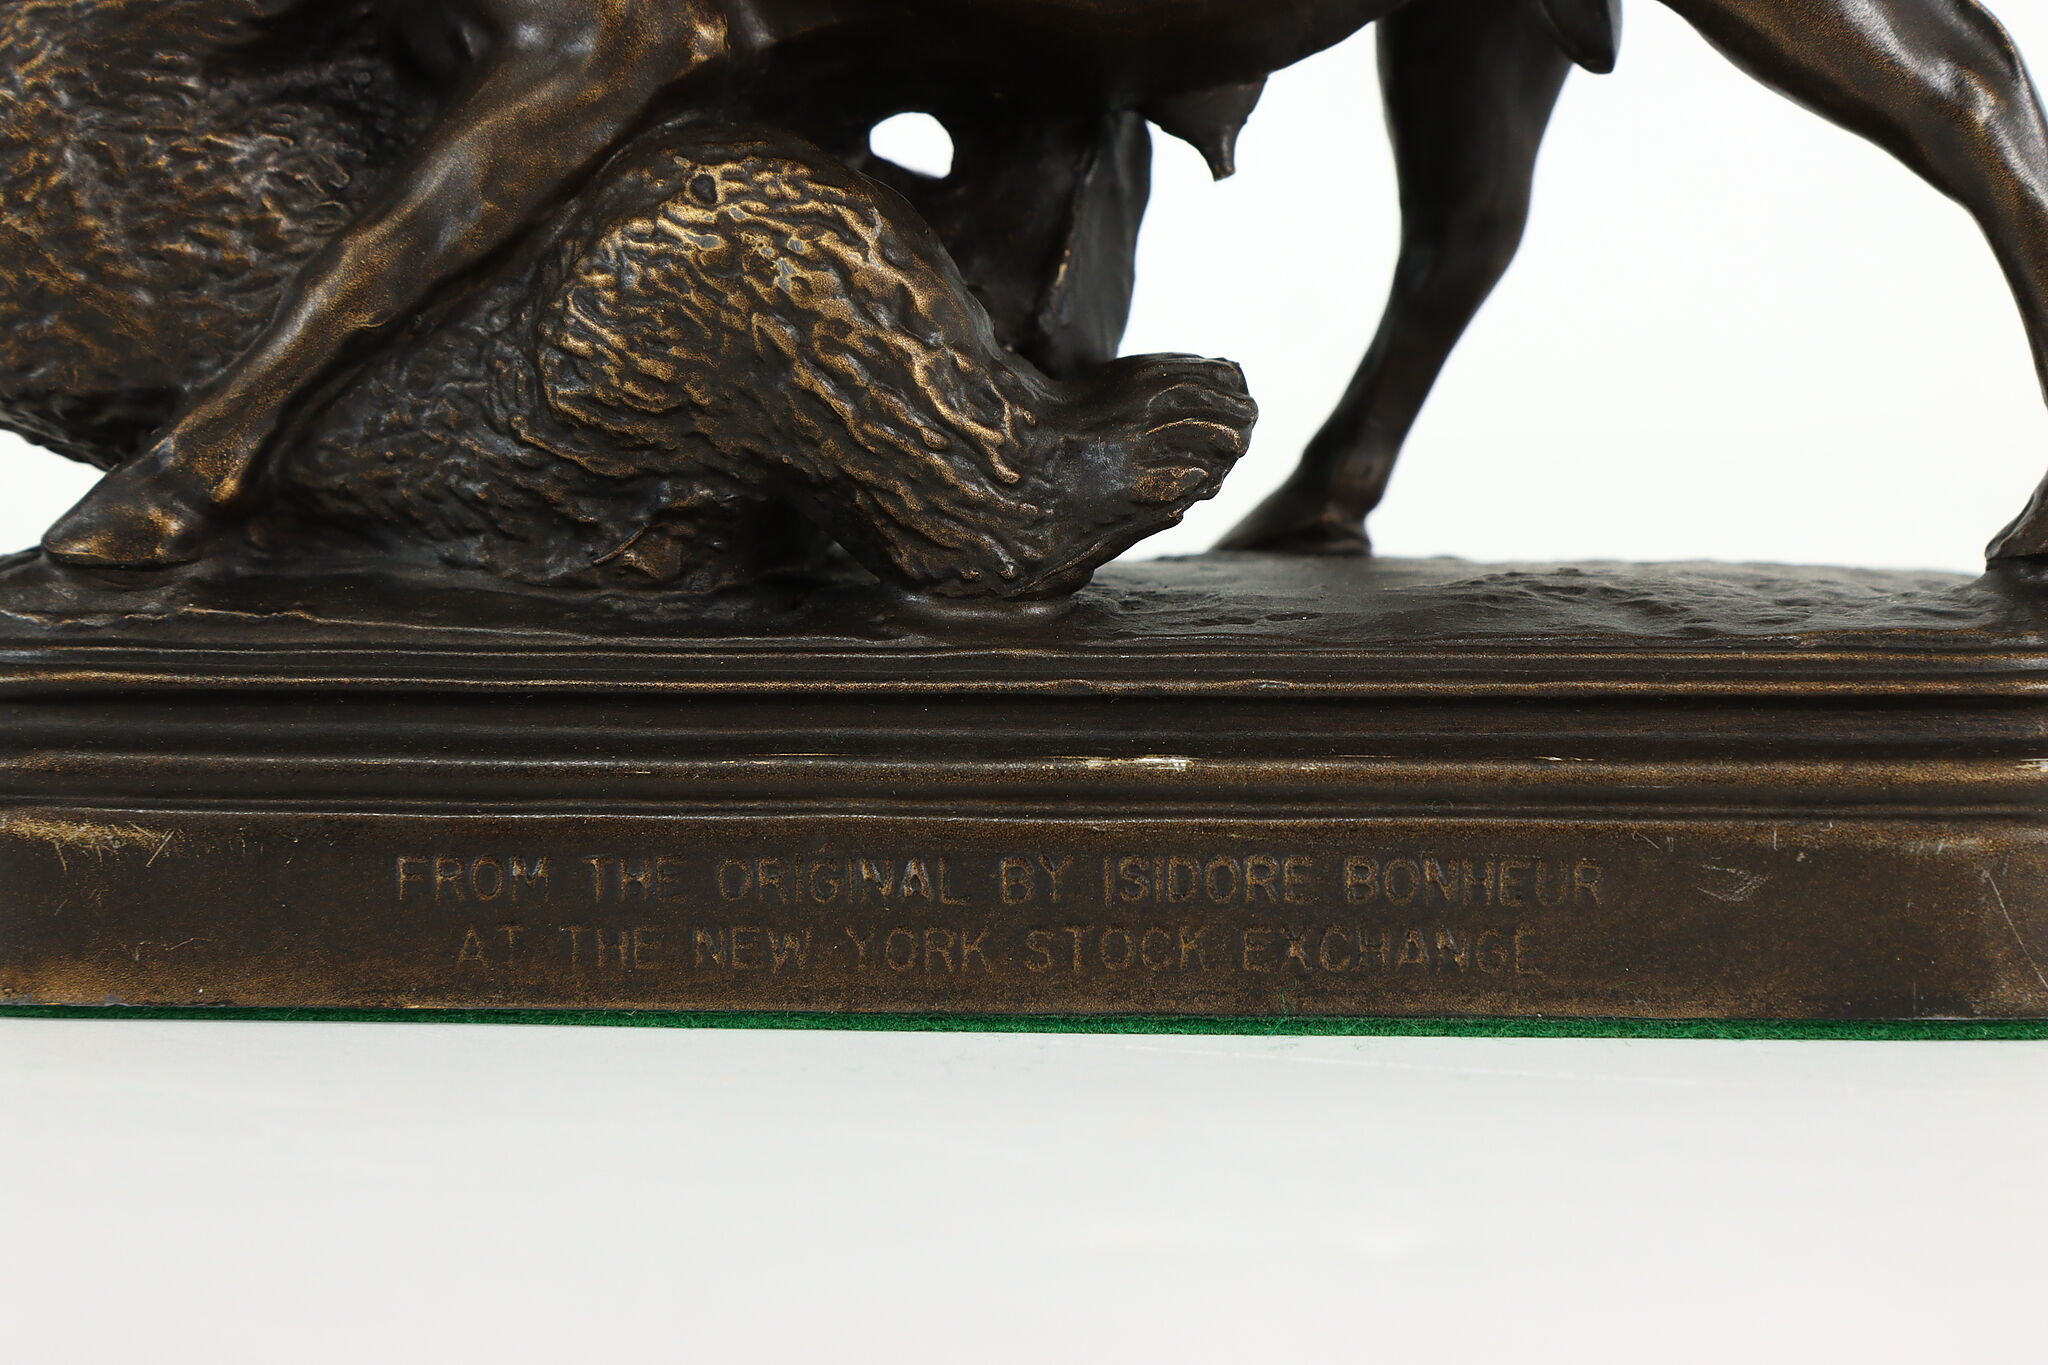 FROM THE ORIGINAL BY ISIDORE BONHEUR
AT THE NEW YORK STOCK EXCHANGE